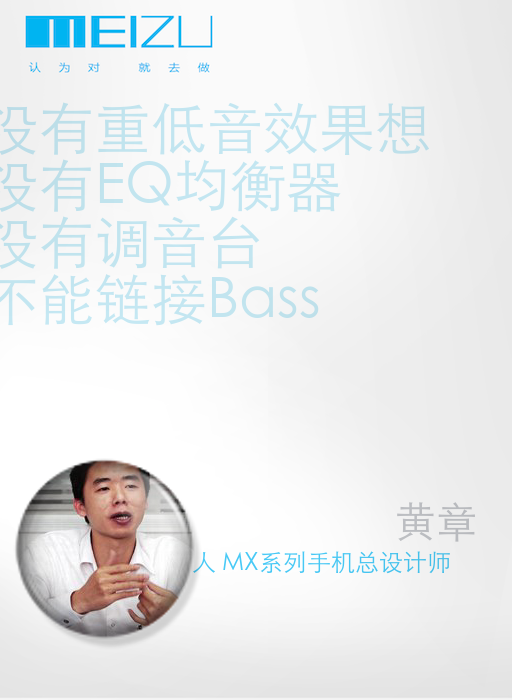 MEIZU
认为对 就去做
没有重低音效果想
没有EQ均衡器
没有调音台
不能链接Bass
黄章
人 MX系列手机总设计师